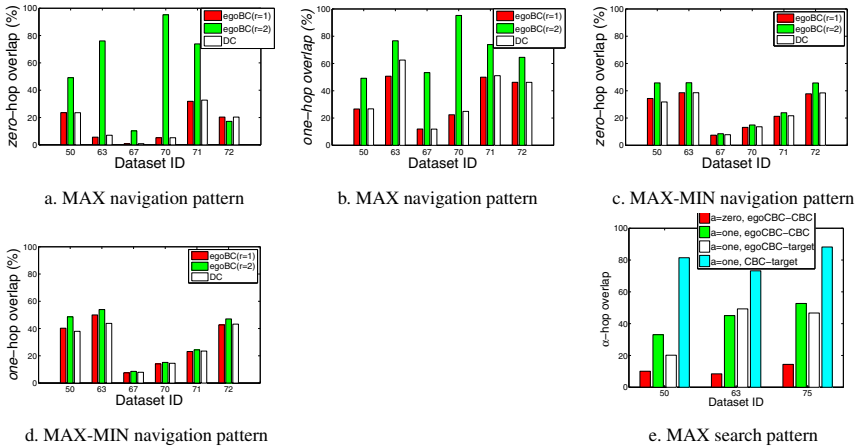 zero−hop overlap (%)
100
80
60
40
20
0
50 63 67 70 71 72
Dataset ID
egoBC(r=1)
egoBC(r=2)
DC
a. MAX navigation pattern
one−hop overlap (%)
100
80
60
40
20
0
50 63 67 70 71 72
Dataset ID
egoBC(r=1)
egoBC(r=2)
DC
b. MAX navigation pattern
zero−hop overlap (%)
100
80
60
40
20
0
50 63 67 70 71 72
Dataset ID
egoBC(r=1)
egoBC(r=2)
DC
c. MAX-MIN navigation pattern
one−hop overlap (%)
100
80
60
40
20
0
50 63 67 70 71 72
Dataset ID
egoBC(r=1)
egoBC(r=2)
DC
d. MAX-MIN navigation pattern
α−hop overlap
100
80
60
40
20
0
50 63 75
Dataset ID
a=zero, egoCBC−CBC
a=one, egoCBC−CBC
a=one, egoCBC−target
a=one, CBC−target
e. MAX search pattern